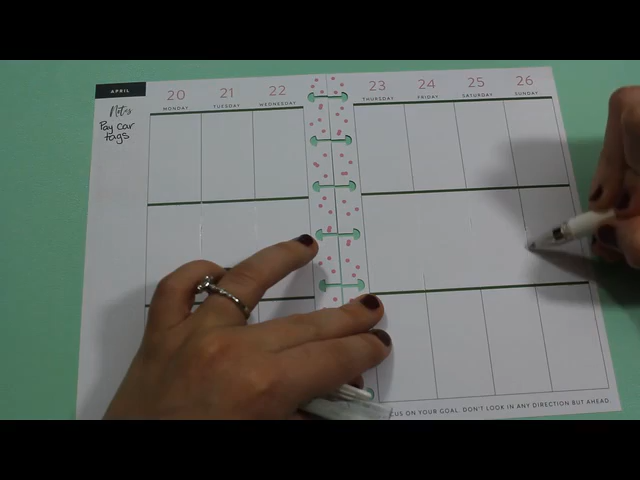 APRIL
Notes
Pay car
tags
20 21 22
MONDAY TUESDAY WEDNESDAY
23 24 25 26
THURSDAY FRIDAY SATURDAY SUNDAY
ON YOUR GOAL. DON'T LOOK IN ANY DIRECTION BUT AHEAD.